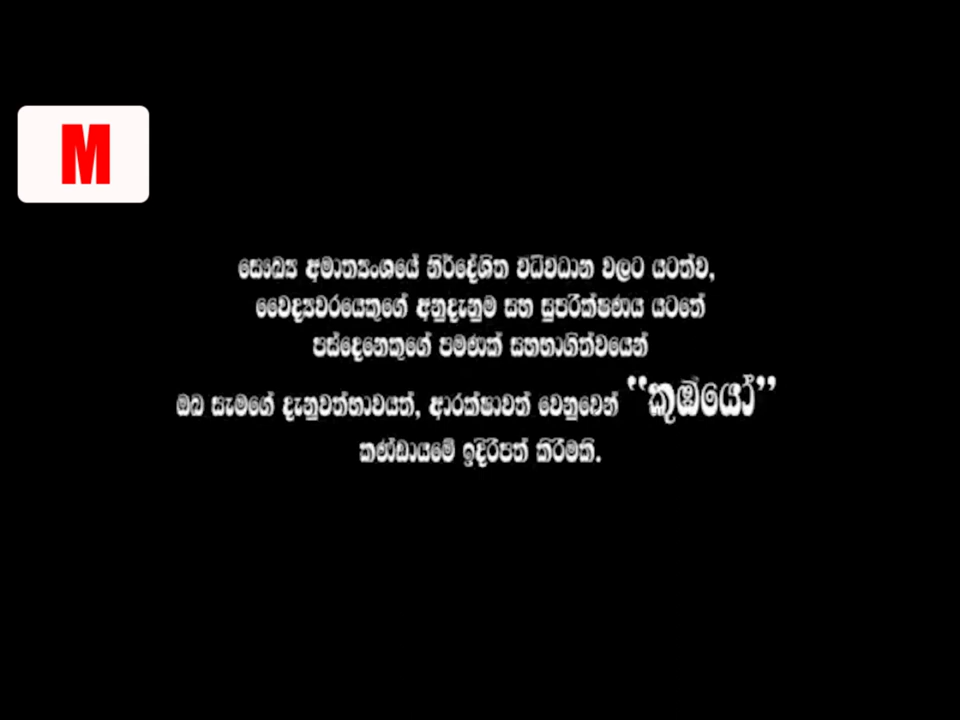 M
සෞඛ්‍ය අමාත්‍යංශයේ නිර්දේශිත විධිවිධාන වලට යටත්ව,
වෛද්‍යවරයෙකුගේ අනුදැනුම සහ සුපරික්ෂණය යටතේ
පස්දෙනෙකුගේ පමණක් සහභාගිත්වයෙන්
ඔබ සැමගේ දැනුවත්භාවයත්, ආරක්ෂාවත් වෙනුවෙන් “කුඹියෝ”
කණ්ඩායමේ ඉදිරිපත් කිරීමකි.